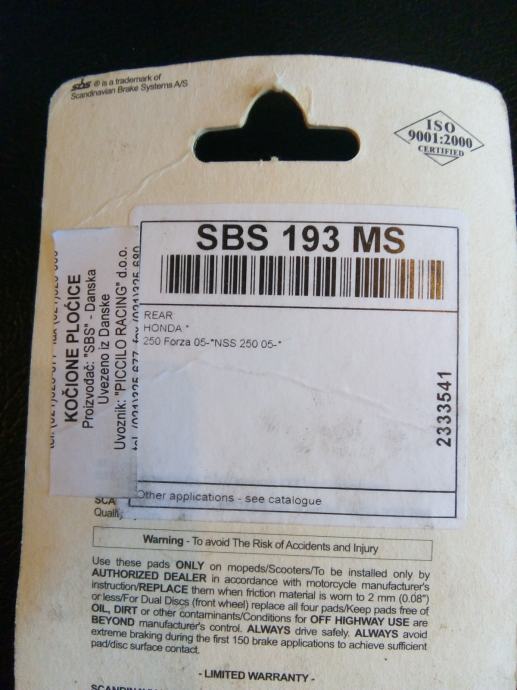 sbs ® is a trademark of
Scandinavian Brake Systems A/S
ISO
9001:2000
CERTIFIED
SBS 193 MS
REAR
HONDA *
250 Forza 05-*NSS 250 05-*
2333541
Other applications - see catalogue
KOČIONE PLOČICE
Proizvođač: "SBS" - Danska
Uvezeno iz Danske
Uvoznik: "PICCILO RACING" d.o.o.
SCA
Warning - To avoid The Risk of Accidents and Injury
Use these pads ONLY on mopeds/Scooters/To be installed only by
AUTHORIZED DEALER in accordance with motorcycle manufacturer's
instruction/REPLACE them when friction material is worn to 2 mm (0.08")
or less/For Dual Discs (front wheel) replace all four pads/Keep pads free of
OIL, DIRT or other contaminants/Conditions for OFF HIGHWAY USE are
BEYOND manufacturer's control. ALWAYS drive safely. ALWAYS avoid
extreme braking during the first 150 brake applications to achieve sufficient
pad/disc surface contact.
- LIMITED WARRANTY -